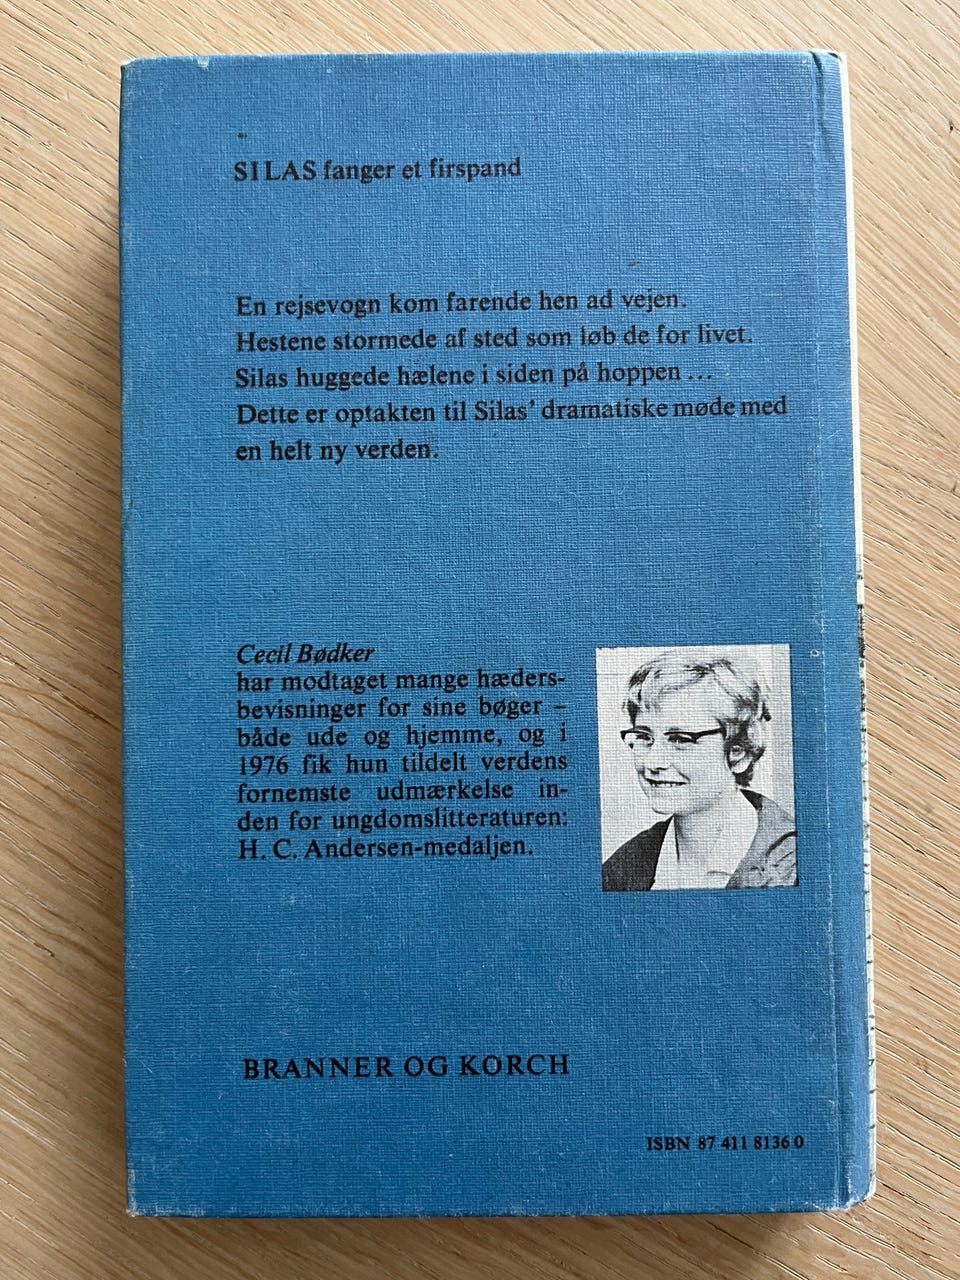 SILAS fanger et firspand
En rejsevogn kom farende hen ad vejen.
Hestene stormede af sted som løb de for livet.
Silas huggede hælene i siden på hoppen ...
Dette er optakten til Silas' dramatiske møde med
en helt ny verden.
Cecil Bødker
har modtaget mange hæders-
bevisninger for sine bøger –
både ude og hjemme, og i
1976 fik hun tildelt verdens
fornemste udmærkelse in-
den for ungdomslitteraturen:
H. C. Andersen-medaljen.
BRANNER OG KORCH
ISBN 87 411 8136 0